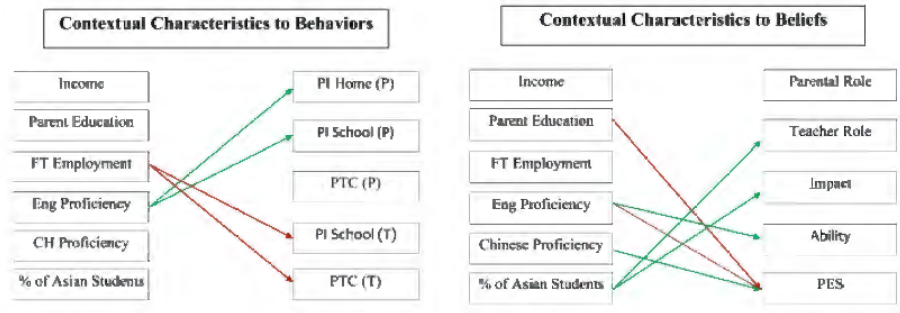 Contextual Characteristics to Behaviors
Income
Parent Education
FT Employment
Eng Proficiency
CH Proficiency
% of Asian Students
PI Home (P)
PI School (P)
PTC (P)
PI School (T)
PTC (T)
Contextual Characteristics to Beliefs
Income
Parent Education
FT Employment
Eng Proficiency
Chinese Proficiency
% of Asian Students
Parental Role
Teacher Role
Impact
Ability
PES